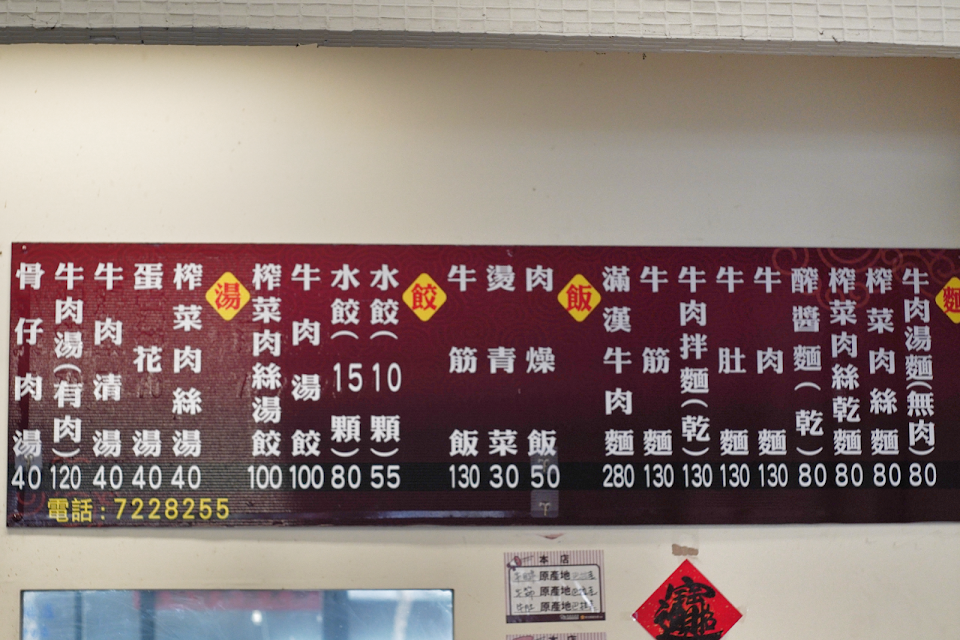 麵
牛肉湯麵(無肉) 80
榨菜肉絲麵 80
榨菜肉絲乾麵 80
醡醬麵(乾) 80
牛肉麵 130
牛肚麵 130
牛肉拌麵(乾) 130
牛筋麵 130
滿漢牛肉麵 280
飯
肉燥飯 50
燙青菜 30
牛筋飯 130
餃
水餃(10顆) 55
水餃(15顆) 80
牛肉湯餃 100
榨菜肉絲湯餃 100
湯
榨菜肉絲湯 40
蛋花湯 40
牛肉清湯 40
牛肉湯(有肉) 120
骨仔肉湯 40
電話:7228255
本店
原產地
原產地
原產地
本店